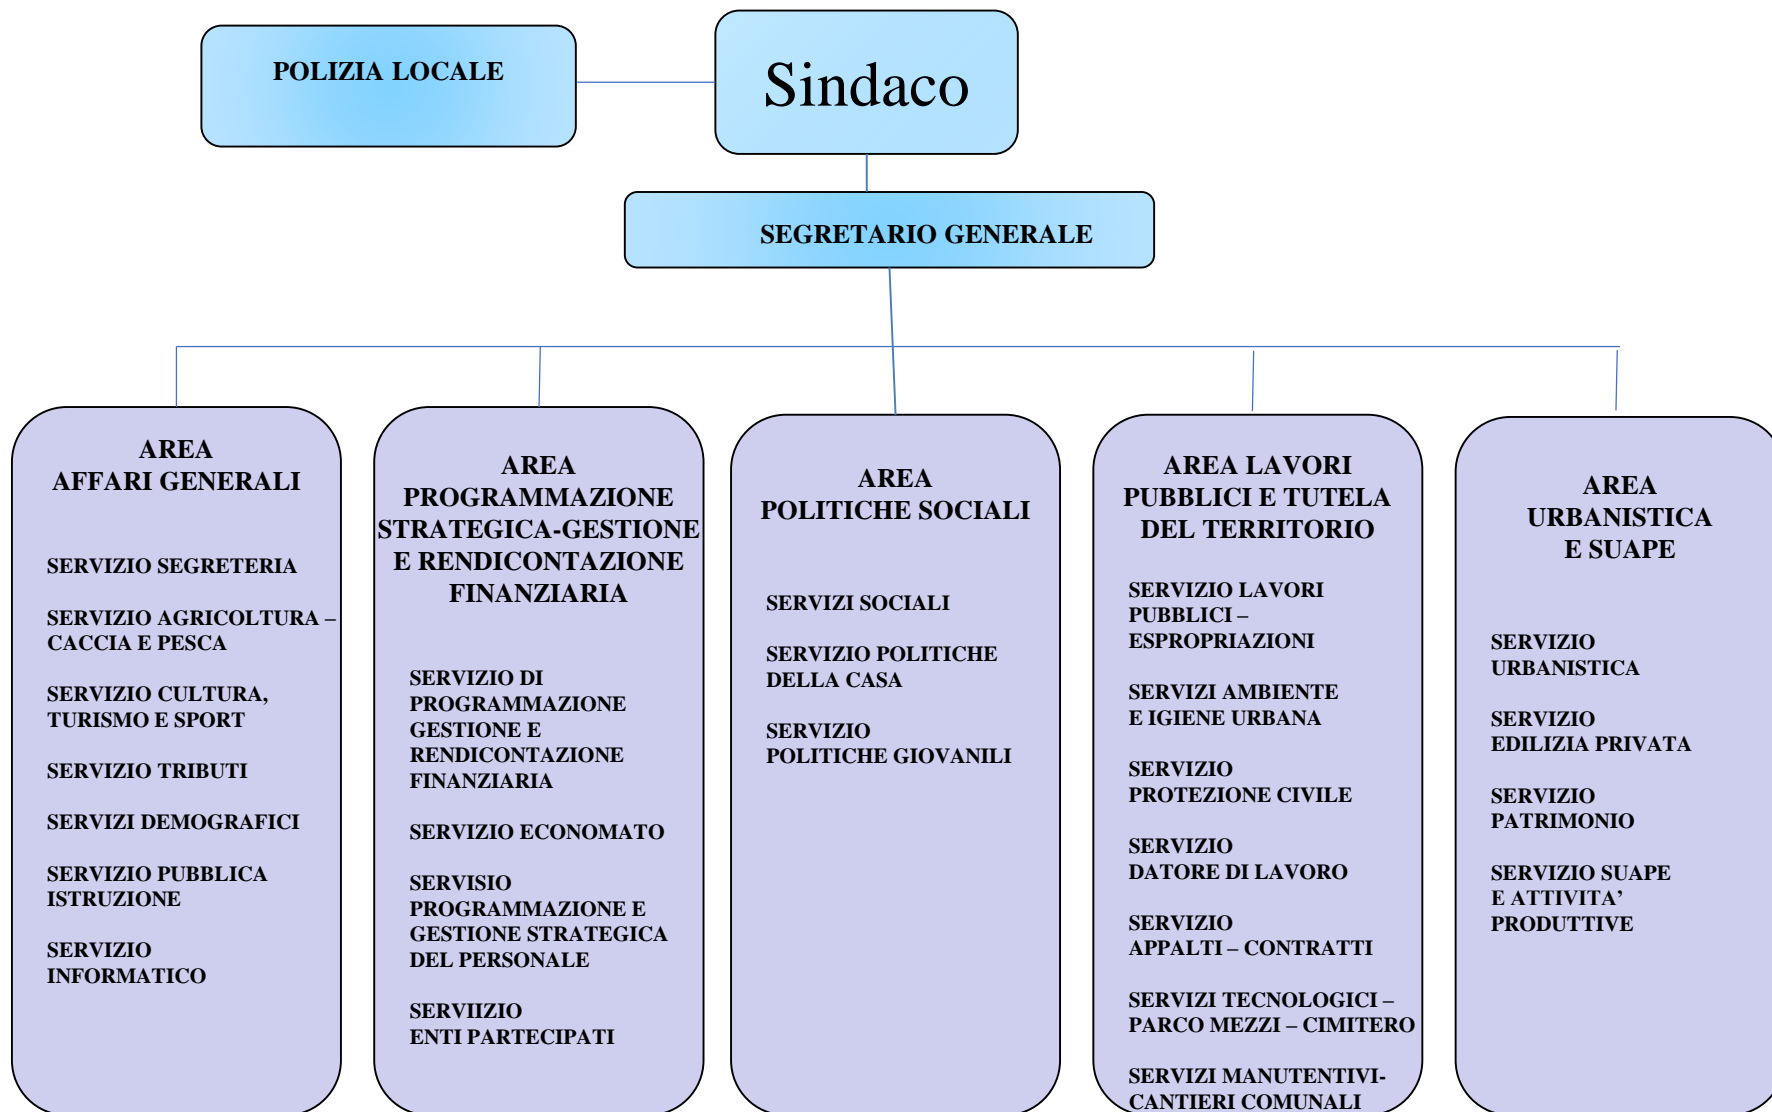 POLIZIA LOCALE
Sindaco
SEGRETARIO GENERALE
AREA
AFFARI GENERALI
SERVIZIO SEGRETERIA
SERVIZIO AGRICOLTURA –
CACCIA E PESCA
SERVIZIO CULTURA,
TURISMO E SPORT
SERVIZIO TRIBUTI
SERVIZI DEMOGRAFICI
SERVIZIO PUBBLICA
ISTRUZIONE
SERVIZIO
INFORMATICO
AREA
PROGRAMMAZIONE
STRATEGICA-GESTIONE
E RENDICONTAZIONE
FINANZIARIA
SERVIZIO DI
PROGRAMMAZIONE
GESTIONE E
RENDICONTAZIONE
FINANZIARIA
SERVIZIO ECONOMATO
SERVISIO
PROGRAMMAZIONE E
GESTIONE STRATEGICA
DEL PERSONALE
SERVIIZIO
ENTI PARTECIPATI
AREA
POLITICHE SOCIALI
SERVIZI SOCIALI
SERVIZIO POLITICHE
DELLA CASA
SERVIZIO
POLITICHE GIOVANILI
AREA LAVORI
PUBBLICI E TUTELA
DEL TERRITORIO
SERVIZIO LAVORI
PUBBLICI –
ESPROPRIAZIONI
SERVIZI AMBIENTE
E IGIENE URBANA
SERVIZIO
PROTEZIONE CIVILE
SERVIZIO
DATORE DI LAVORO
SERVIZIO
APPALTI – CONTRATTI
SERVIZI TECNOLOGICI –
PARCO MEZZI – CIMITERO
SERVIZI MANUTENTIVI-
CANTIERI COMUNALI
AREA
URBANISTICA
E SUAPE
SERVIZIO
URBANISTICA
SERVIZIO
EDILIZIA PRIVATA
SERVIZIO
PATRIMONIO
SERVIZIO SUAPE
E ATTIVITA’
PRODUTTIVE